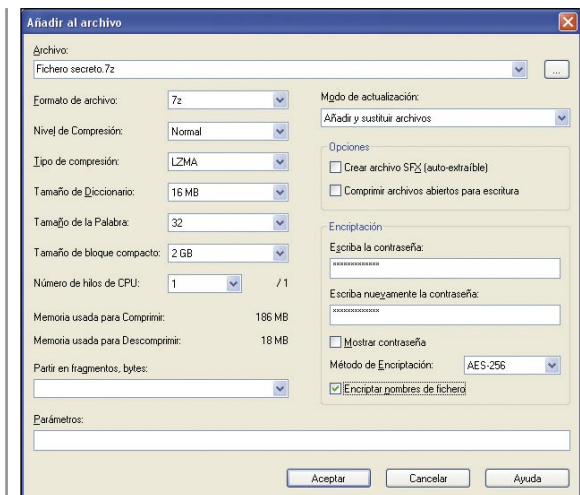 Añadir al archivo
Archivo:
Fichero secreto.7z
...
Formato de archivo: 7z
Nivel de Compresión: Normal
Tipo de compresión: LZMA
Tamaño de Diccionario: 16 MB
Tamaño de la Palabra: 32
Tamaño de bloque compacto: 2 GB
Número de hilos de CPU: 1 / 1
Memoria usada para Comprimir: 186 MB
Memoria usada para Descomprimir: 18 MB
Partir en fragmentos, bytes:
Modo de actualización:
Añadir y sustituir archivos
Opciones
Crear archivo SFX (auto-extraíble)
Comprimir archivos abiertos para escritura
Encriptación
Escriba la contraseña:
*************
Escriba nuevamente la contraseña:
*************
Mostrar contraseña
Método de Encriptación: AES-256
Encriptar nombres de fichero
Parámetros:
Aceptar Cancelar Ayuda